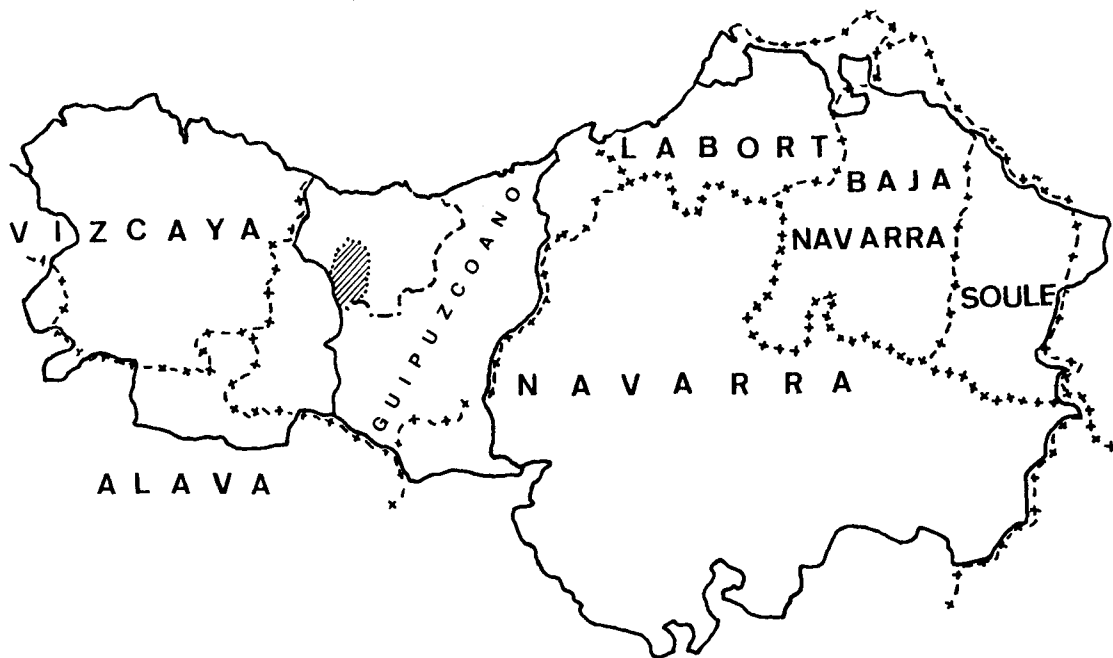 VIZCAYA
LABORT
BAJA
NAVARRA
SOULE
GUIPUZCOANO
NAVARRA
ALAVA